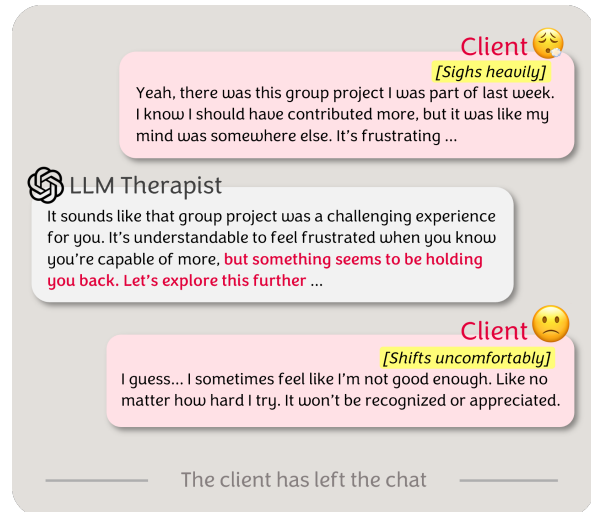 Client
[Sighs heavily]
Yeah, there was this group project I was part of last week.
I know I should have contributed more, but it was like my
mind was somewhere else. It's frustrating ...
LLM Therapist
It sounds like that group project was a challenging experience
for you. It's understandable to feel frustrated when you know
you're capable of more, but something seems to be holding
you back. Let's explore this further ...
Client
[Shifts uncomfortably]
I guess... I sometimes feel like I'm not good enough. Like no
matter how hard I try. It won't be recognized or appreciated.
The client has left the chat